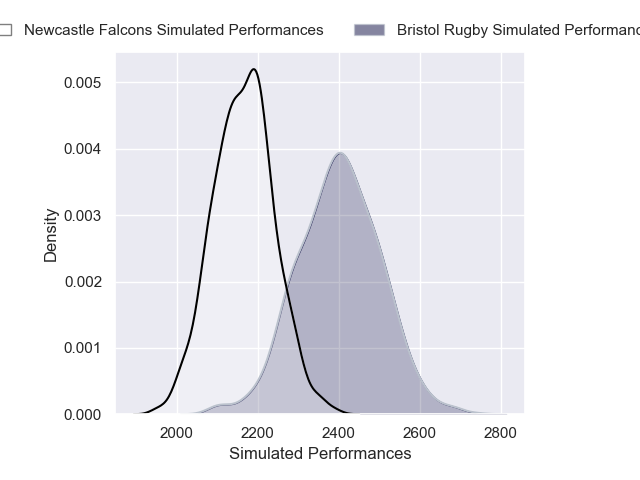 Newcastle Falcons Simulated Performances
Bristol Rugby Simulated
0.005
0.004
0.003
0.002
0.001
0.000
Density
2000 2200 2400 2600 2800
Simulated Performances